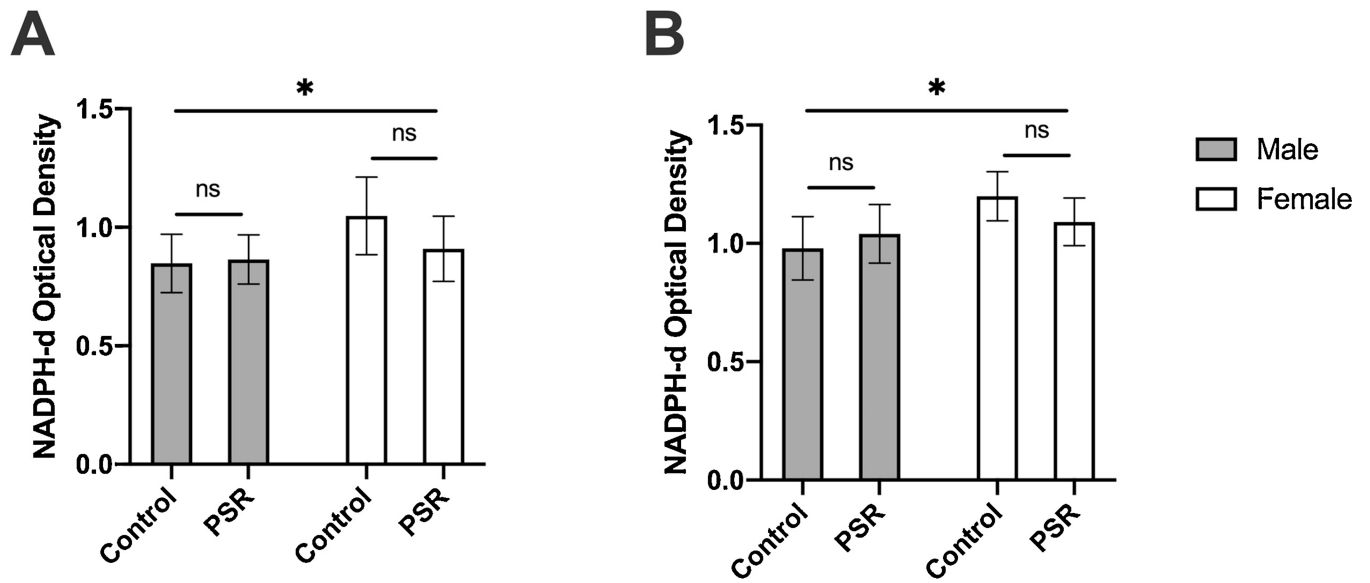 A
NADPH-d Optical Density
1.5
1.0
0.5
0.0
*
ns
ns
Control
PSR
Control
PSR
B
NADPH-d Optical Density
1.5
1.0
0.5
0.0
*
ns
ns
Control
PSR
Control
PSR
Male
Female